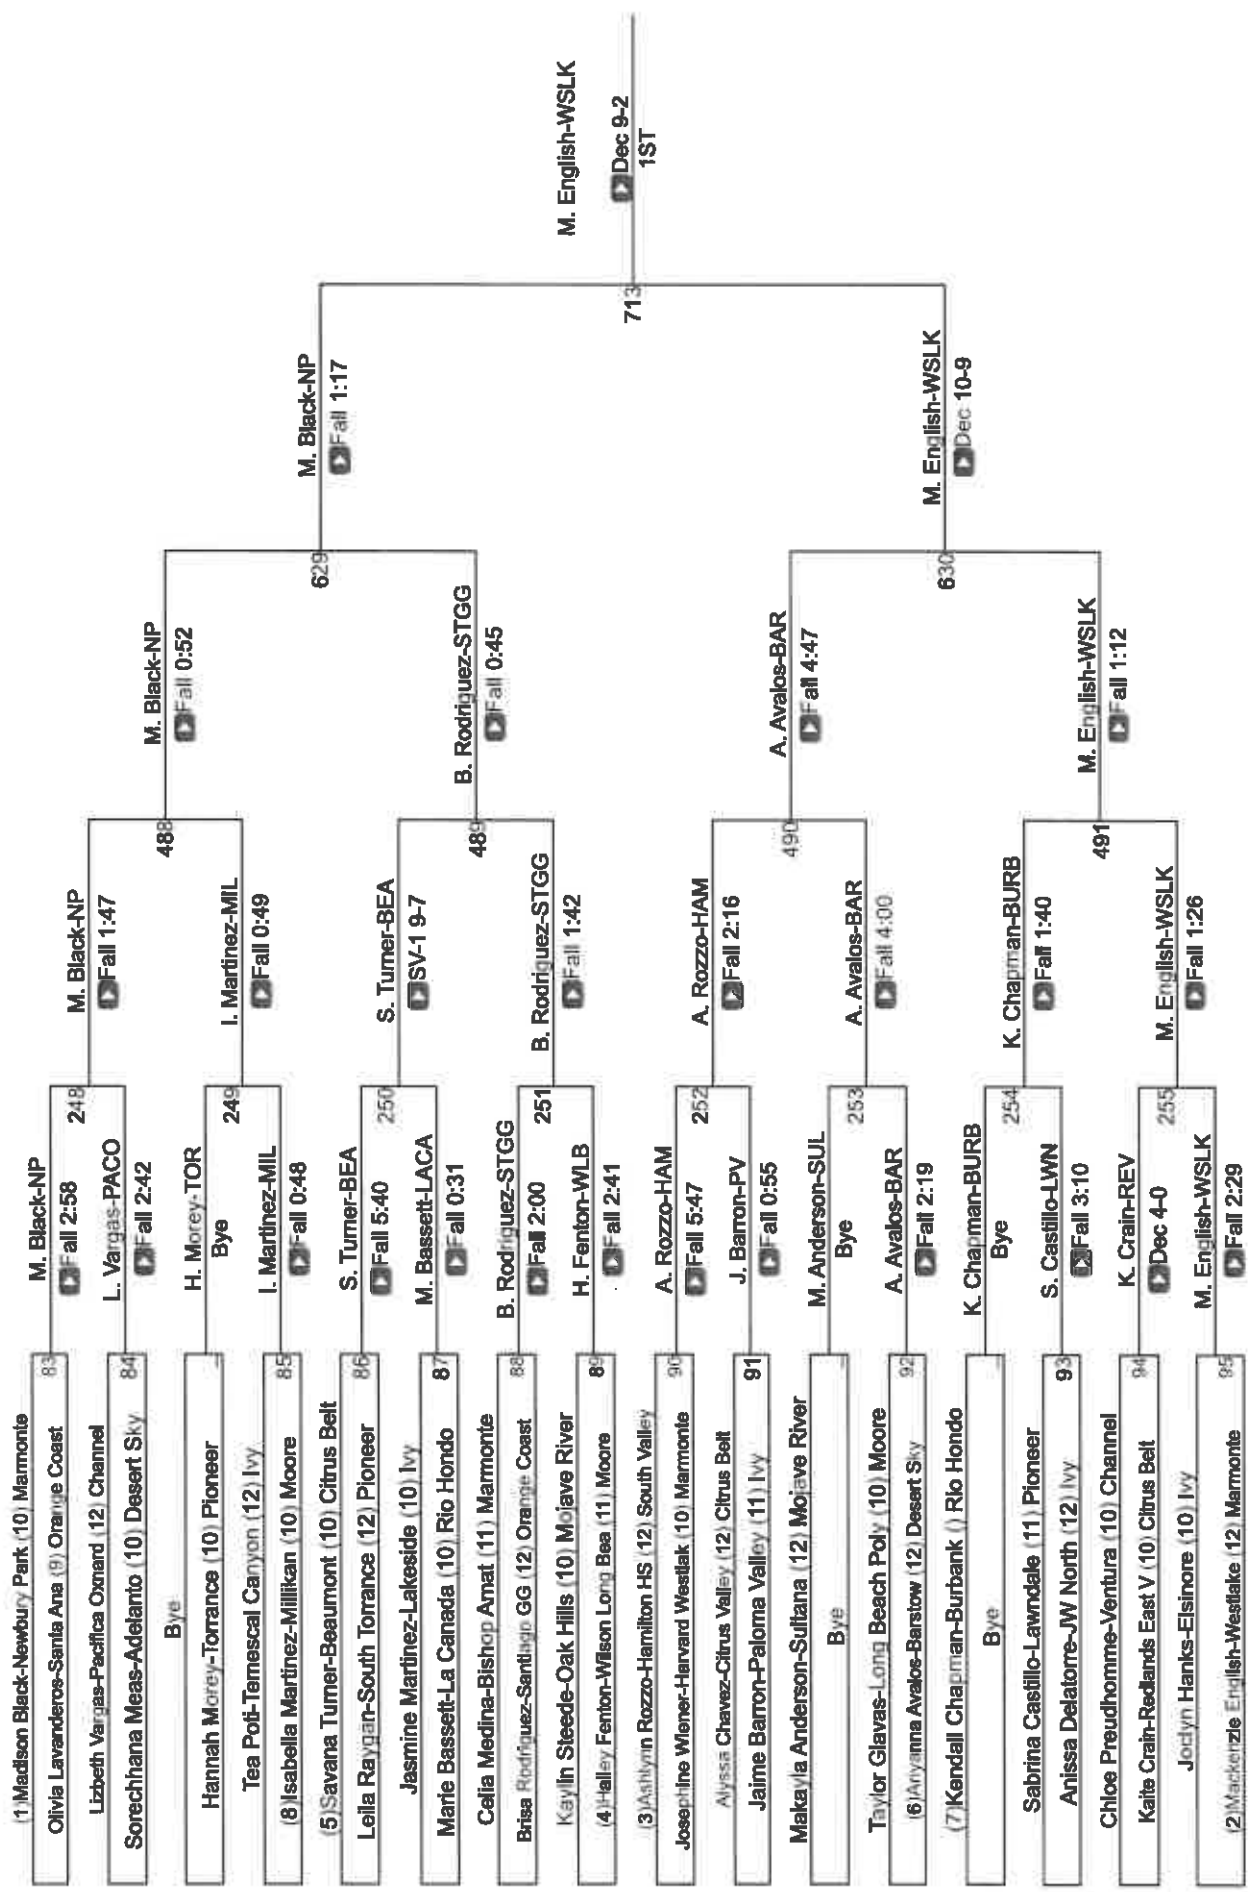 (1)Madison Black-Newbury Park (10) Marmonte
83
Olivia Lavanderos-Santa Ana (9) Orange Coast
Lizbeth Vargas-Pacifica Oxnard (12) Channel
84
Sorechhana Meas-Adelanto (10) Desert Sky
Bye
Hannah Morey-Torrance (10) Pioneer
Tea Poti-Temescal Canyon (12) Ivy
85
(8)Isabella Martinez-Millikan (10) Moore
(5)Savana Turner-Beaumont (10) Citrus Belt
86
Leila Raygan-South Torrance (12) Pioneer
Jasmine Martinez-Lakeside (10) Ivy
87
Marie Bassett-La Canada (10) Rio Hondo
Celia Medina-Bishop Amat (11) Marmonte
88
Brisa Rodriguez-Santiago GG (12) Orange Coast
Kaylin Steede-Oak Hills (10) Mojave River
89
(4)Halley Fenton-Wilson Long Bea (11) Moore
(3)Ashlynn Rozzo-Hamilton HS (12) South Valley
90
Josephine Wiener-Harvard Westlak (10) Marmonte
Alyssa Chavez-Citrus Valley (12) Citrus Belt
91
Jaime Barron-Paloma Valley (11) Ivy
Makayla Anderson-Sultana (12) Mojave River
Bye
Taylor Glavas-Long Beach Poly (10) Moore
92
(6)Ariyanna Avalos-Barstow (12) Desert Sky
(7)Kendall Chapman-Burbank () Rio Hondo
Bye
Sabrina Castillo-Lawndale (11) Pioneer
93
Anissa Delatorre-JW North (12) Ivy
Chloe Preudhomme-Ventura (10) Channel
94
Kaite Crain-Redlands East V (10) Citrus Belt
Joclyn Hanks-Elsinore (10) Ivy
95
(2)Mackenzie English-Westlake (12) Marmonte
M. Black-NP
Fall 2:58
248
L. Vargas-PACO
Fall 2:42
H. Morey-TOR
Bye
249
I. Martinez-MIL
Fall 0:48
S. Turner-BEA
Fall 5:40
250
M. Bassett-LACA
Fall 0:31
B. Rodriguez-STGG
Fall 2:00
251
H. Fenton-WLB
Fall 2:41
A. Rozzo-HAM
Fall 5:47
252
J. Barron-PV
Fall 0:55
M. Anderson-SUL
Bye
253
A. Avalos-BAR
Fall 2:19
K. Chapman-BURB
Bye
254
S. Castillo-LWN
Fall 3:10
K. Crain-REV
Dec 4-0
255
M. English-WSLK
Fall 2:29
M. Black-NP
Fall 1:47
488
I. Martinez-MIL
Fall 0:49
S. Turner-BEA
SV-1 9-7
489
B. Rodriguez-STGG
Fall 1:42
A. Rozzo-HAM
Fall 2:16
490
A. Avalos-BAR
Fall 4:00
K. Chapman-BURB
Fall 1:40
491
M. English-WSLK
Fall 1:26
M. Black-NP
Fall 0:52
629
B. Rodriguez-STGG
Fall 0:45
A. Avalos-BAR
Fall 4:47
630
M. English-WSLK
Fall 1:12
M. Black-NP
Fall 1:17
713
M. English-WSLK
Dec 10-9
M. English-WSLK
Dec 9-2
1ST